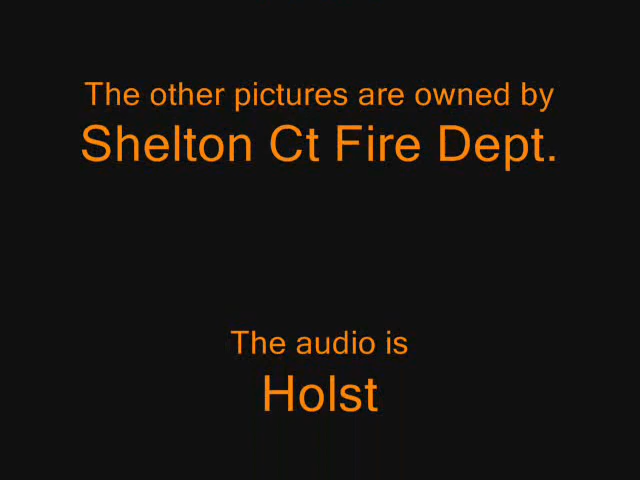 The other pictures are owned by
Shelton Ct Fire Dept.
The audio is
Holst